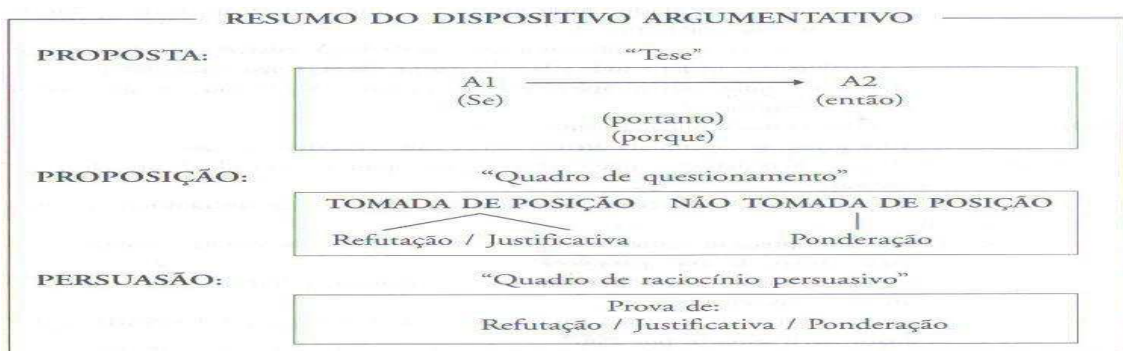 RESUMO DO DISPOSITIVO ARGUMENTATIVO
PROPOSTA: “Tese”
A1 A2
(Se) (então)
(portanto)
(porque)
PROPOSIÇÃO: “Quadro de questionamento”
TOMADA DE POSIÇÃO NÃO TOMADA DE POSIÇÃO
Refutação / Justificativa Ponderação
PERSUASÃO: “Quadro de raciocínio persuasivo”
Prova de:
Refutação / Justificativa / Ponderação